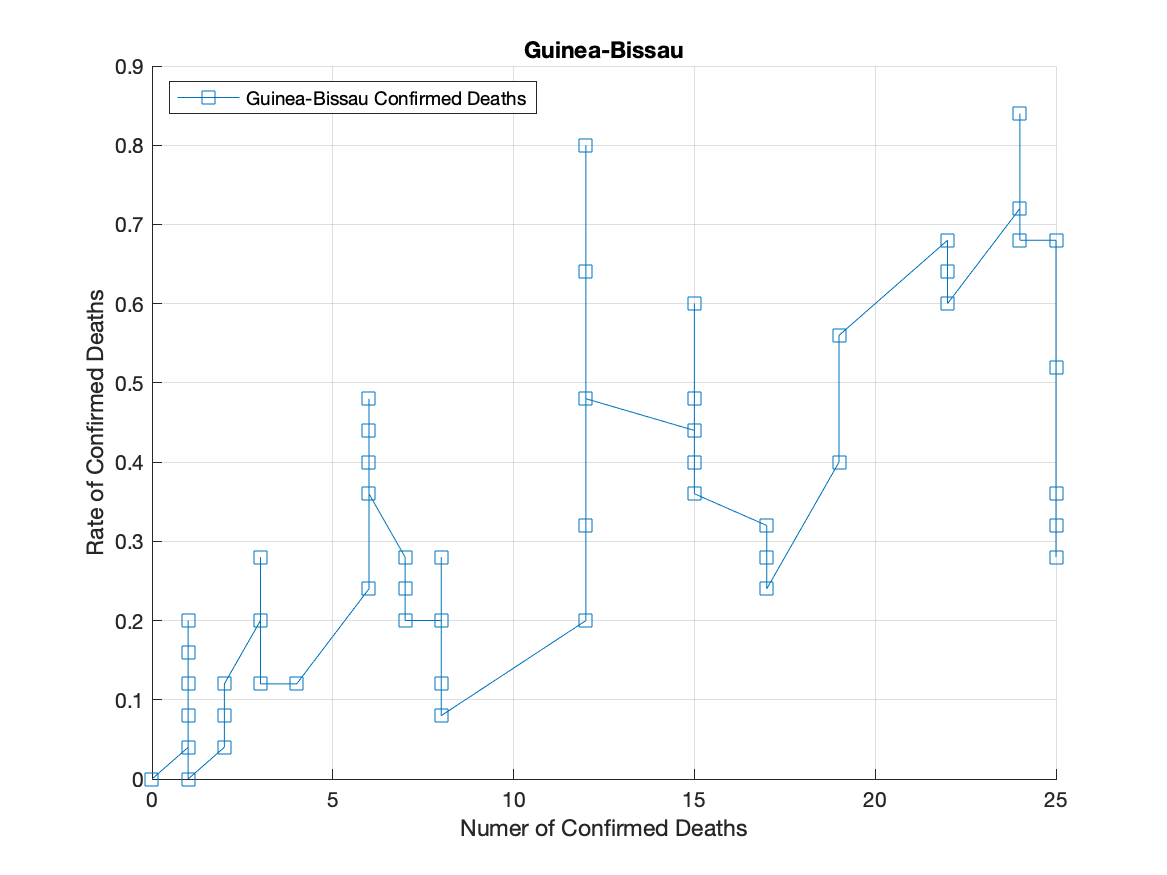 Guinea-Bissau
Guinea-Bissau Confirmed Deaths
0.9
0.8
0.7
0.6
0.5
0.4
0.3
0.2
0.1
0
Rate of Confirmed Deaths
0 5 10 15 20 25
Numer of Confirmed Deaths